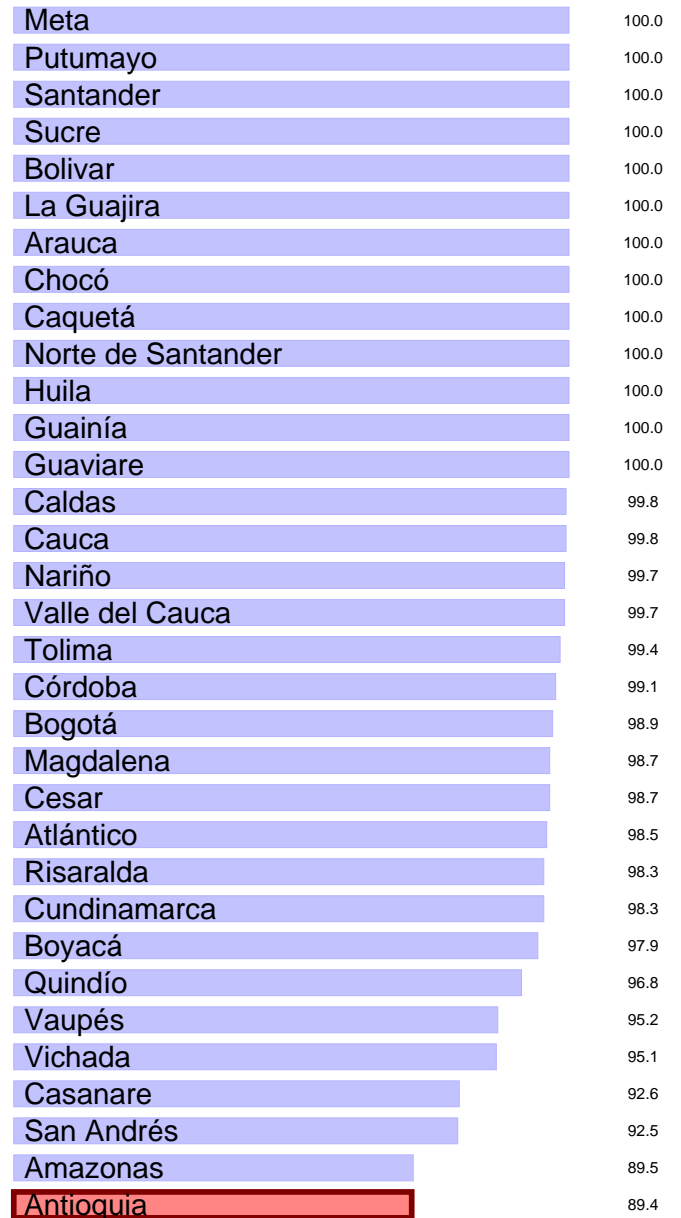 Meta 100.0
Putumayo 100.0
Santander 100.0
Sucre 100.0
Bolivar 100.0
La Guajira 100.0
Arauca 100.0
Chocó 100.0
Caquetá 100.0
Norte de Santander 100.0
Huila 100.0
Guainía 100.0
Guaviare 100.0
Caldas 99.8
Cauca 99.8
Nariño 99.7
Valle del Cauca 99.7
Tolima 99.4
Córdoba 99.1
Bogotá 98.9
Magdalena 98.7
Cesar 98.7
Atlántico 98.5
Risaralda 98.3
Cundinamarca 98.3
Boyacá 97.9
Quindío 96.8
Vaupés 95.2
Vichada 95.1
Casanare 92.6
San Andrés 92.5
Amazonas 89.5
Antioquia 89.4